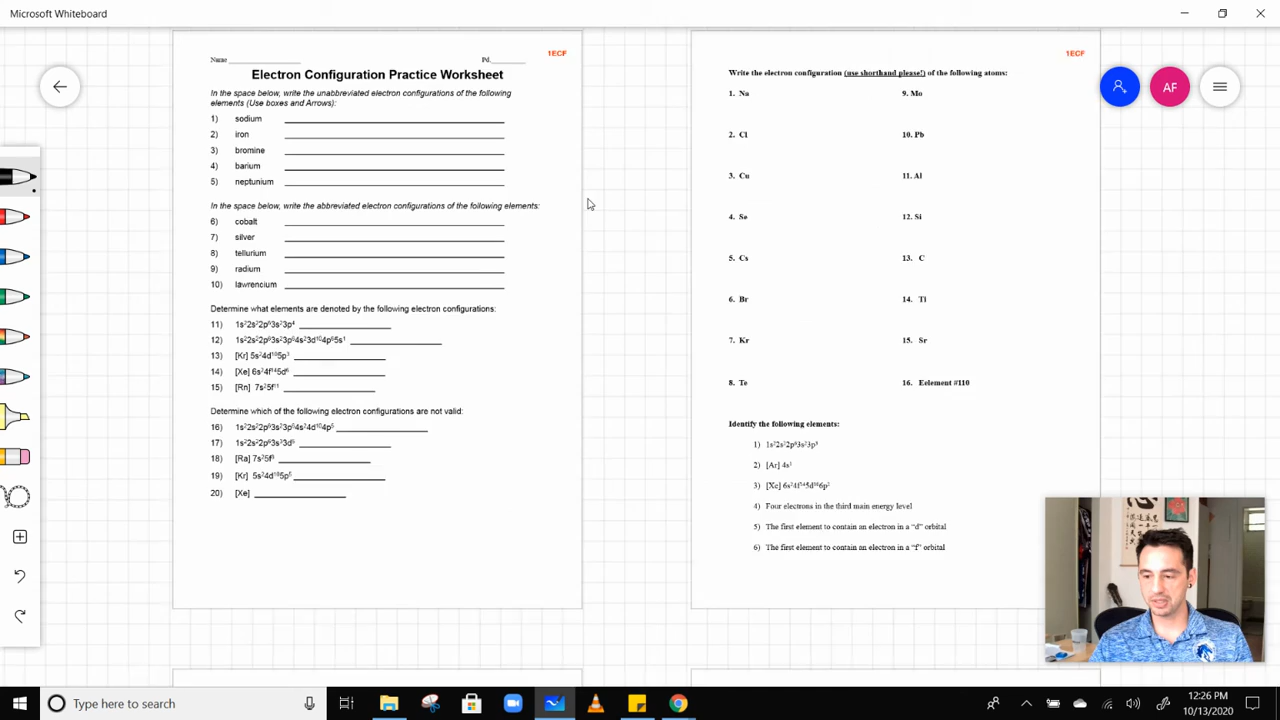 Microsoft Whiteboard
1ECF
Name ____________ Pd.______
Electron Configuration Practice Worksheet
In the space below, write the unabbreviated electron configurations of the following
elements (Use boxes and Arrows):
1) sodium
2) iron
3) bromine
4) barium
5) neptunium
In the space below, write the abbreviated electron configurations of the following elements:
6) cobalt
7) silver
8) tellurium
9) radium
10) lawrencium
Determine what elements are denoted by the following electron configurations:
11) 1s²2s²2p⁶3s²3p⁴
12) 1s²2s²2p⁶3s²3p⁶4s²3d¹⁰4p⁶5s¹
13) [Kr] 5s²4d¹⁰5p³
14) [Xe] 6s²4f¹⁴5d⁶
15) [Rn] 7s²5f¹¹
Determine which of the following electron configurations are not valid:
16) 1s²2s²2p⁶3s²3p⁶4s²4d¹⁰4p⁵
17) 1s²2s²2p⁶3s³3d⁵
18) [Ra] 7s²5f⁸
19) [Kr] 5s²4d¹⁰5p⁵
20) [Xe]
1ECF
Write the electron configuration (use shorthand please!) of the following atoms:
1. Na 9. Mo
2. Cl 10. Pb
3. Cu 11. Al
4. Se 12. Si
5. Cs 13. C
6. Br 14. Ti
7. Kr 15. Sr
8. Te 16. Eelement #110
Identify the following elements:
1) 1s²2s²2p⁶3s²3p³
2) [Ar] 4s¹
3) [Xe] 6s²4f¹⁴5d¹⁰6p²
4) Four electrons in the third main energy level
5) The first element to contain an electron in a "d" orbital
6) The first element to contain an electron in a "f" orbital
AF
Type here to search
12:26 PM
10/13/2020